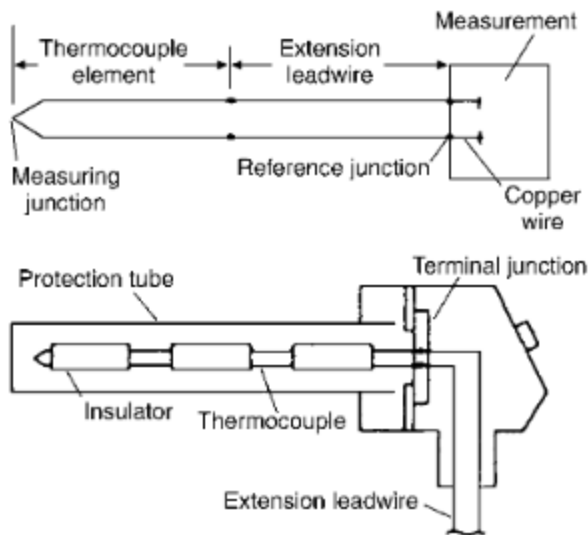 Thermocouple
element
Extension
leadwire
Measurement
Measuring
junction
Reference junction
Copper
wire
Protection tube
Terminal junction
Insulator
Thermocouple
Extension leadwire